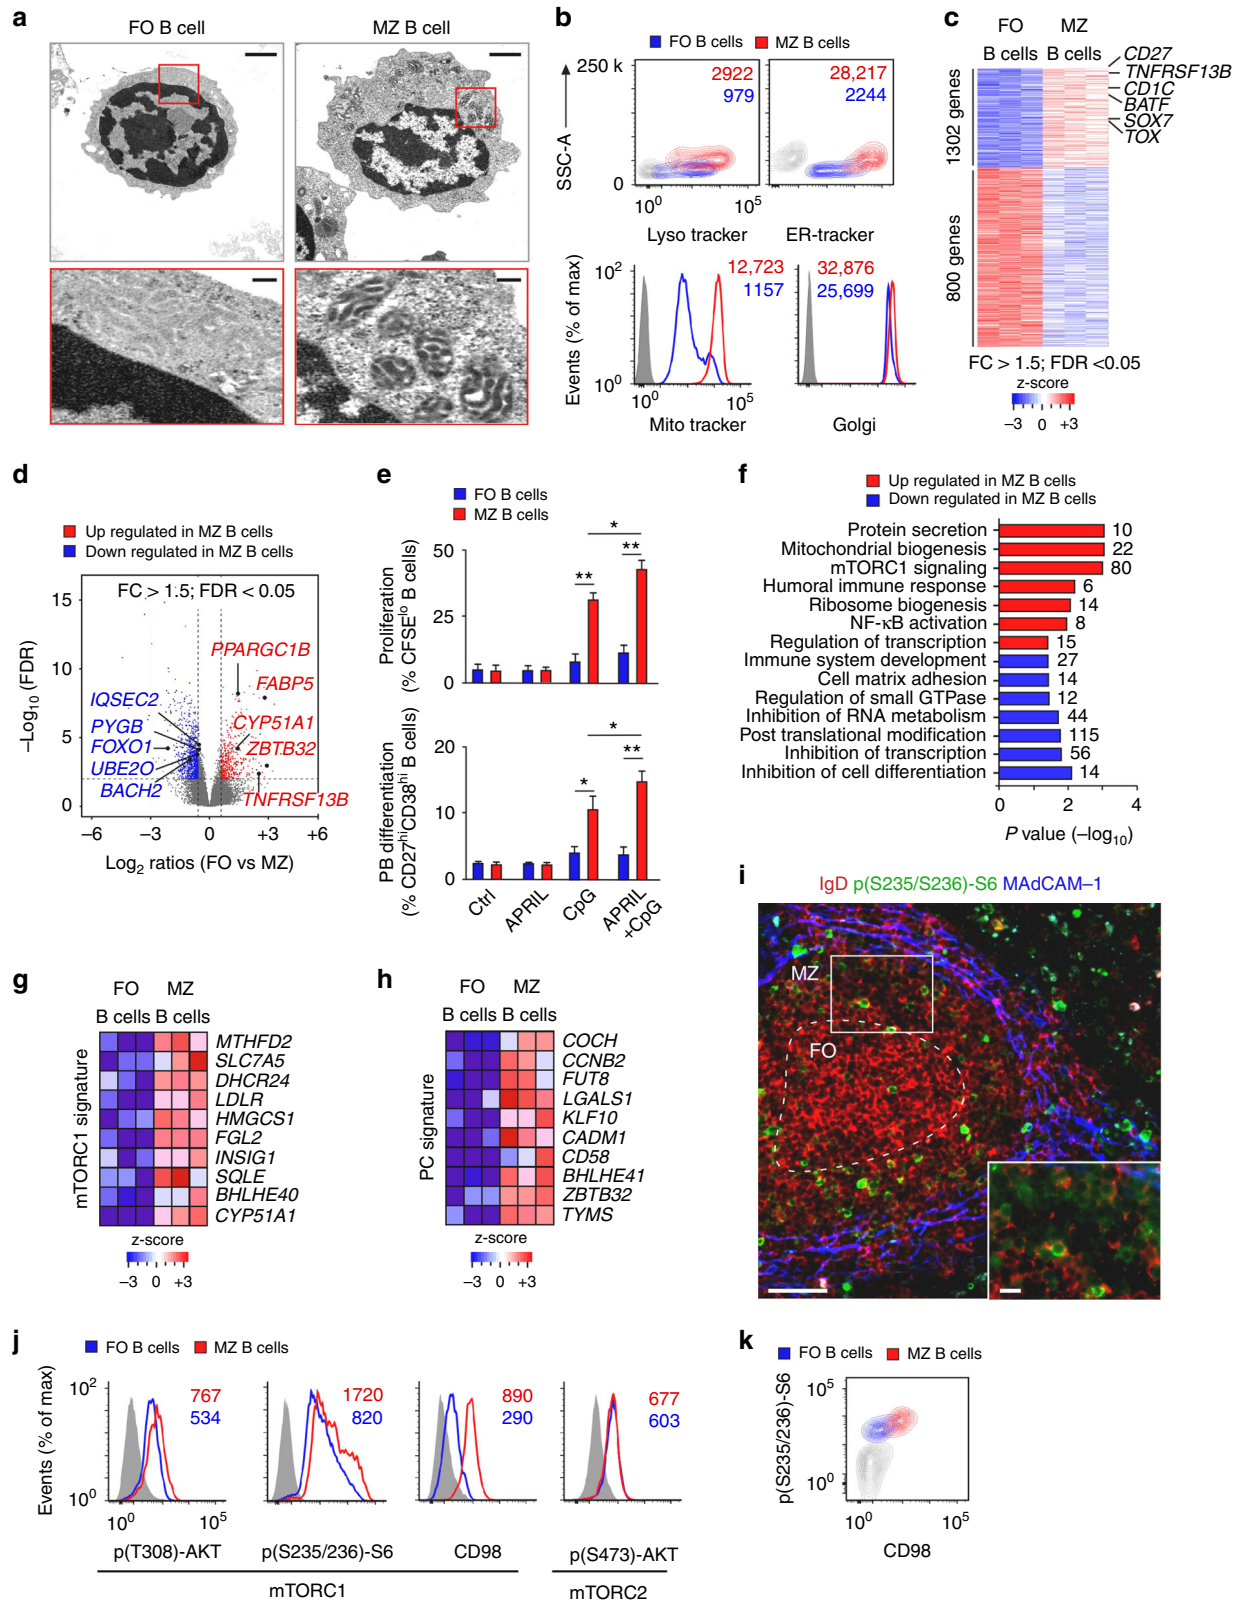 a
FO B cell
MZ B cell
b
FO B cells
MZ B cells
250 k
SSC-A
0
2922
979
28,217
2244
10^0
10^5
Lyso tracker
ER-tracker
10^2
Events (% of max)
10^0
12,723
1157
32,876
25,699
10^0
10^5
Mito tracker
Golgi
c
FO
MZ
B cells
B cells
1302 genes
800 genes
CD27
TNFRSF13B
CD1C
BATF
SOX7
TOX
FC > 1.5; FDR <0.05
z-score
−3
0
+3
d
Up regulated in MZ B cells
Down regulated in MZ B cells
FC > 1.5; FDR < 0.05
−Log10 (FDR)
15
10
5
0
PPARGC1B
FABP5
CYP51A1
ZBTB32
TNFRSF13B
IQSEC2
PYGB
FOXO1
UBE2O
BACH2
−6
−3
0
+3
+6
Log2 ratios (FO vs MZ)
e
FO B cells
MZ B cells
Proliferation
(% CFSE^lo B cells)
50
25
0
**
**
*
PB differentiation
(% CD27^hiCD38^hi B cells)
20
10
0
*
**
*
Ctrl
APRIL
CpG
APRIL
+CpG
f
Up regulated in MZ B cells
Down regulated in MZ B cells
Protein secretion 10
Mitochondrial biogenesis 22
mTORC1 signaling 80
Humoral immune response 6
Ribosome biogenesis 14
NF-κB activation 8
Regulation of transcription 15
Immune system development 27
Cell matrix adhesion 14
Regulation of small GTPase 12
Inhibition of RNA metabolism 44
Post translational modification 115
Inhibition of transcription 56
Inhibition of cell differentiation 14
0
2
4
P value (−log10)
g
FO
MZ
B cells
B cells
mTORC1 signature
MTHFD2
SLC7A5
DHCR24
LDLR
HMGCS1
FGL2
INSIG1
SQLE
BHLHE40
CYP51A1
z-score
−3
0
+3
h
FO
MZ
B cells
B cells
PC signature
COCH
CCNB2
FUT8
LGALS1
KLF10
CADM1
CD58
BHLHE41
ZBTB32
TYMS
z-score
−3
0
+3
i
IgD p(S235/S236)-S6 MAdCAM–1
MZ
FO
j
FO B cells
MZ B cells
Events (% of max)
10^2
10^0
767
534
1720
820
890
290
677
603
10^0
10^5
p(T308)-AKT
p(S235/236)-S6
CD98
p(S473)-AKT
mTORC1
mTORC2
k
FO B cells
MZ B cells
p(S235/236)-S6
10^5
10^0
10^0
10^5
CD98